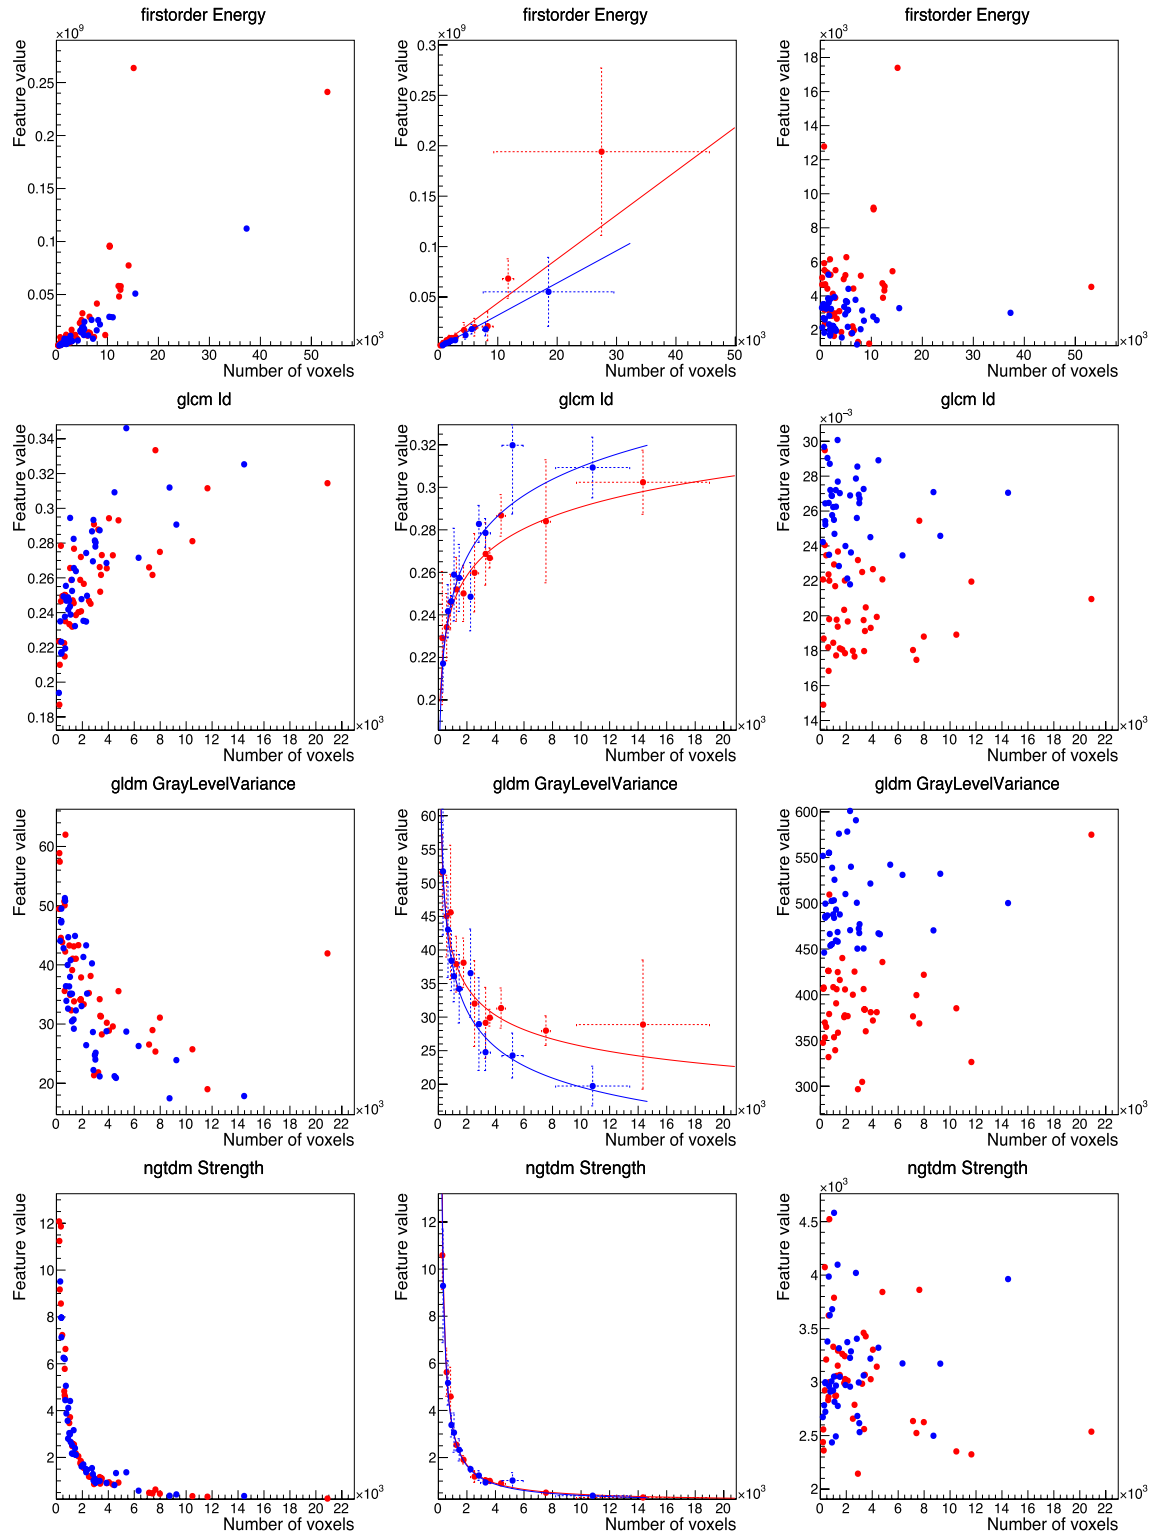 firstorder Energy
firstorder Energy
firstorder Energy
×10⁹
×10⁹
×10³
Feature value
Feature value
Feature value
0.25
0.2
0.15
0.1
0.05
0 10 20 30 40 50 ×10³
Number of voxels
0.3
0.25
0.2
0.15
0.1
0.05
0 10 20 30 40 50 ×10³
Number of voxels
18
16
14
12
10
8
6
4
2
0 10 20 30 40 50 ×10³
Number of voxels
glcm Id
glcm Id
glcm Id
×10⁻³
Feature value
Feature value
Feature value
0.34
0.32
0.3
0.28
0.26
0.24
0.22
0.2
0.18
0 2 4 6 8 10 12 14 16 18 20 22 ×10³
Number of voxels
0.32
0.3
0.28
0.26
0.24
0.22
0.2
0 2 4 6 8 10 12 14 16 18 20 ×10³
Number of voxels
30
28
26
24
22
20
18
16
14
0 2 4 6 8 10 12 14 16 18 20 22 ×10³
Number of voxels
gldm GrayLevelVariance
gldm GrayLevelVariance
gldm GrayLevelVariance
Feature value
Feature value
Feature value
60
50
40
30
20
0 2 4 6 8 10 12 14 16 18 20 22 ×10³
Number of voxels
60
55
50
45
40
35
30
25
20
0 2 4 6 8 10 12 14 16 18 20 ×10³
Number of voxels
600
550
500
450
400
350
300
0 2 4 6 8 10 12 14 16 18 20 22 ×10³
Number of voxels
ngtdm Strength
ngtdm Strength
ngtdm Strength
×10³
Feature value
Feature value
Feature value
12
10
8
6
4
2
0 2 4 6 8 10 12 14 16 18 20 22 ×10³
Number of voxels
12
10
8
6
4
2
0 2 4 6 8 10 12 14 16 18 20 ×10³
Number of voxels
4.5
4
3.5
3
2.5
2
0 2 4 6 8 10 12 14 16 18 20 22 ×10³
Number of voxels